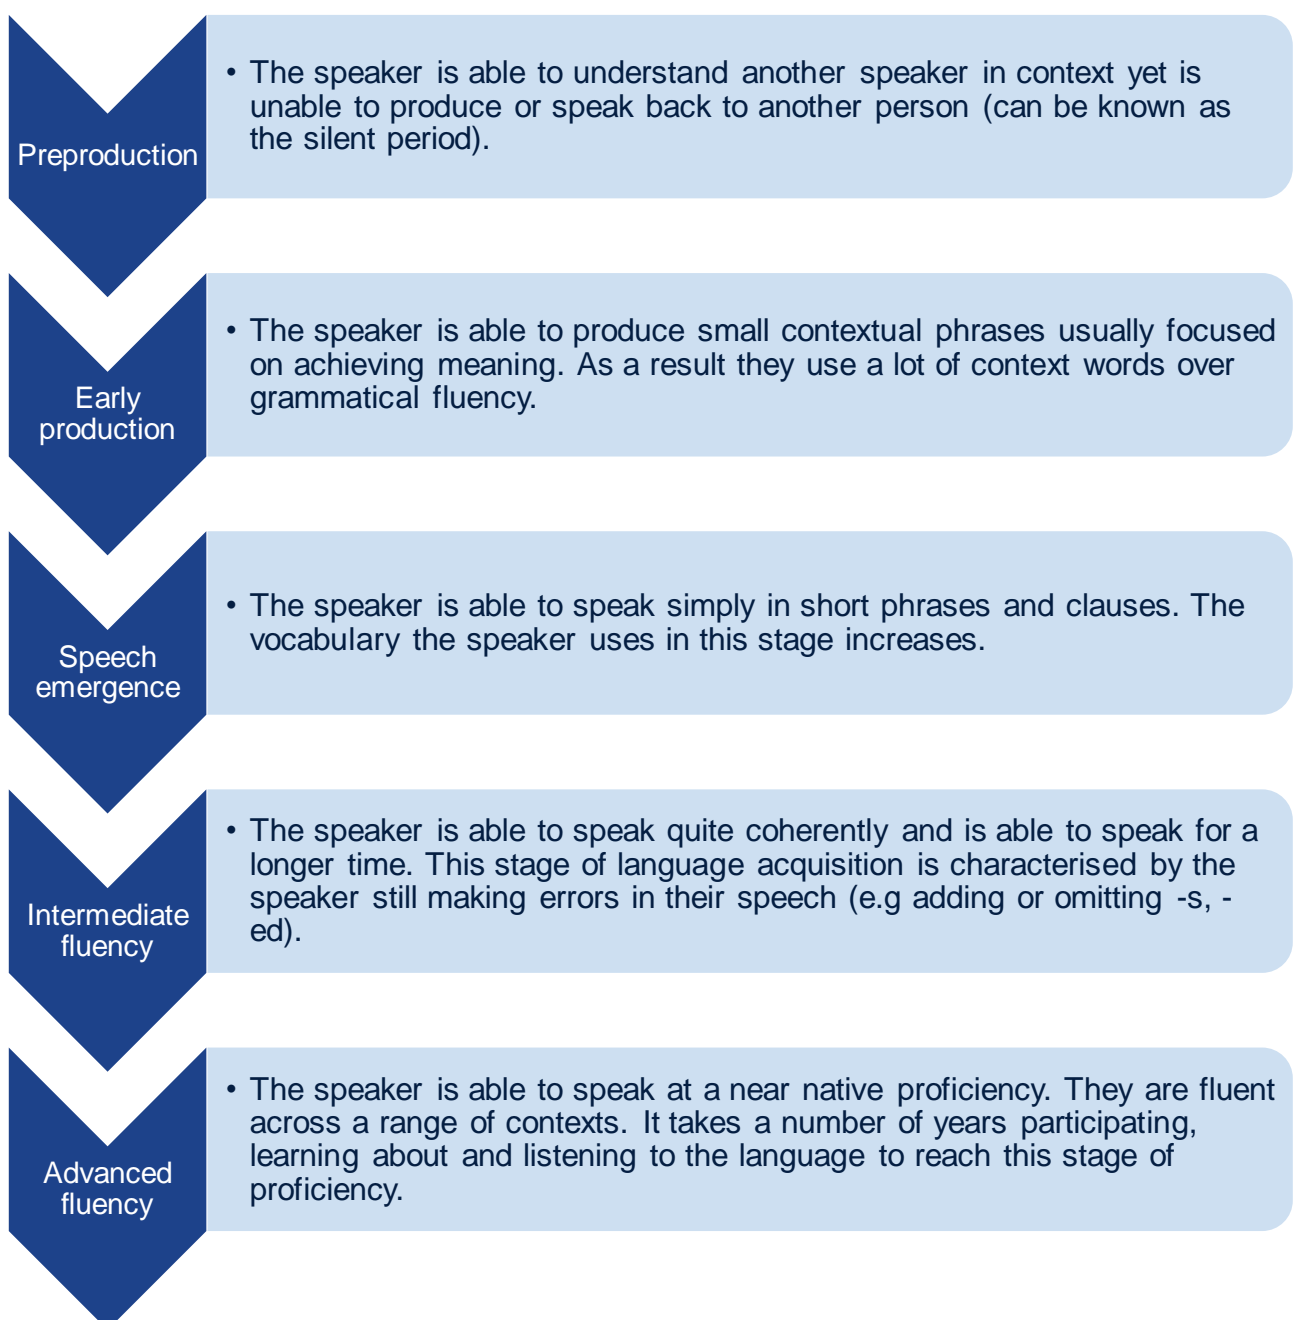 Preproduction
• The speaker is able to understand another speaker in context yet is
unable to produce or speak back to another person (can be known as
the silent period).
Early
production
• The speaker is able to produce small contextual phrases usually focused
on achieving meaning. As a result they use a lot of context words over
grammatical fluency.
Speech
emergence
• The speaker is able to speak simply in short phrases and clauses. The
vocabulary the speaker uses in this stage increases.
Intermediate
fluency
• The speaker is able to speak quite coherently and is able to speak for a
longer time. This stage of language acquisition is characterised by the
speaker still making errors in their speech (e.g adding or omitting -s, -
ed).
Advanced
fluency
• The speaker is able to speak at a near native proficiency. They are fluent
across a range of contexts. It takes a number of years participating,
learning about and listening to the language to reach this stage of
proficiency.